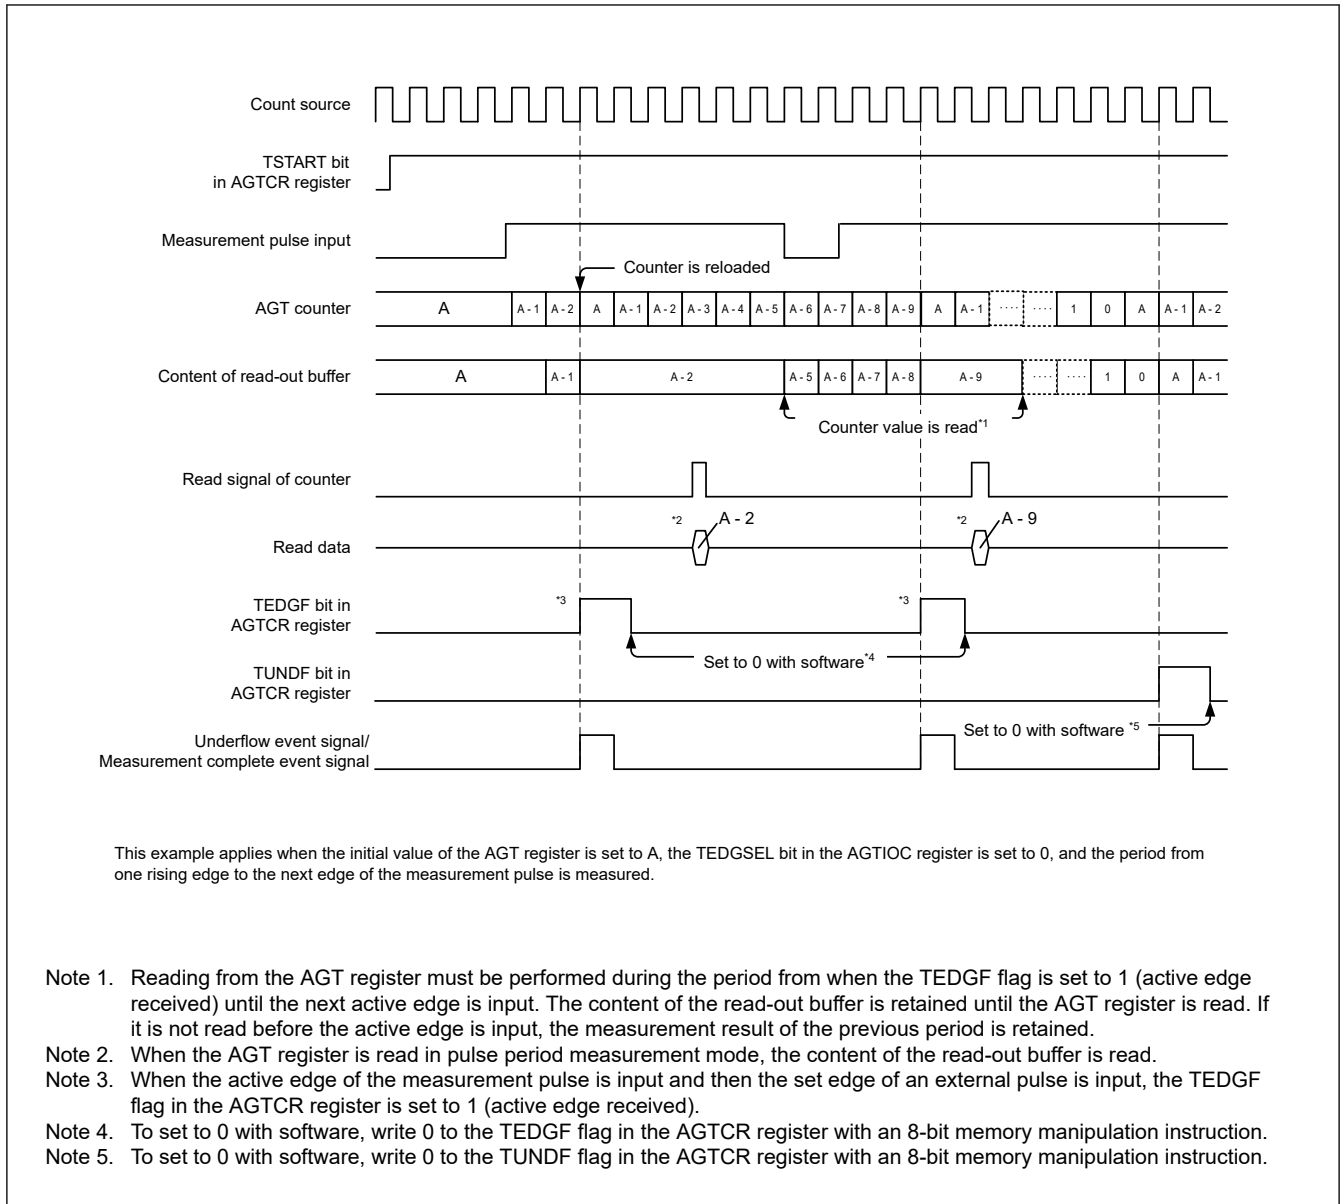 Count source
TSTART bit
in AGTCR register
Measurement pulse input
Counter is reloaded
AGT counter
A A - 1 A - 2 A A - 1 A - 2 A - 3 A - 4 A - 5 A - 6 A - 7 A - 8 A - 9 A A - 1 ···· ···· 1 0 A A - 1 A - 2
Content of read-out buffer
A A - 1 A - 2 A - 5 A - 6 A - 7 A - 8 A - 9 ···· ···· 1 0 A A - 1
Counter value is read*1
Read signal of counter
*2 A - 2 *2 A - 9
Read data
TEDGF bit in
AGTCR register
*3 *3
Set to 0 with software*4
TUNDF bit in
AGTCR register
Set to 0 with software *5
Underflow event signal/
Measurement complete event signal
This example applies when the initial value of the AGT register is set to A, the TEDGSEL bit in the AGTIOC register is set to 0, and the period from
one rising edge to the next edge of the measurement pulse is measured.
Note 1. Reading from the AGT register must be performed during the period from when the TEDGF flag is set to 1 (active edge
received) until the next active edge is input. The content of the read-out buffer is retained until the AGT register is read. If
it is not read before the active edge is input, the measurement result of the previous period is retained.
Note 2. When the AGT register is read in pulse period measurement mode, the content of the read-out buffer is read.
Note 3. When the active edge of the measurement pulse is input and then the set edge of an external pulse is input, the TEDGF
flag in the AGTCR register is set to 1 (active edge received).
Note 4. To set to 0 with software, write 0 to the TEDGF flag in the AGTCR register with an 8-bit memory manipulation instruction.
Note 5. To set to 0 with software, write 0 to the TUNDF flag in the AGTCR register with an 8-bit memory manipulation instruction.